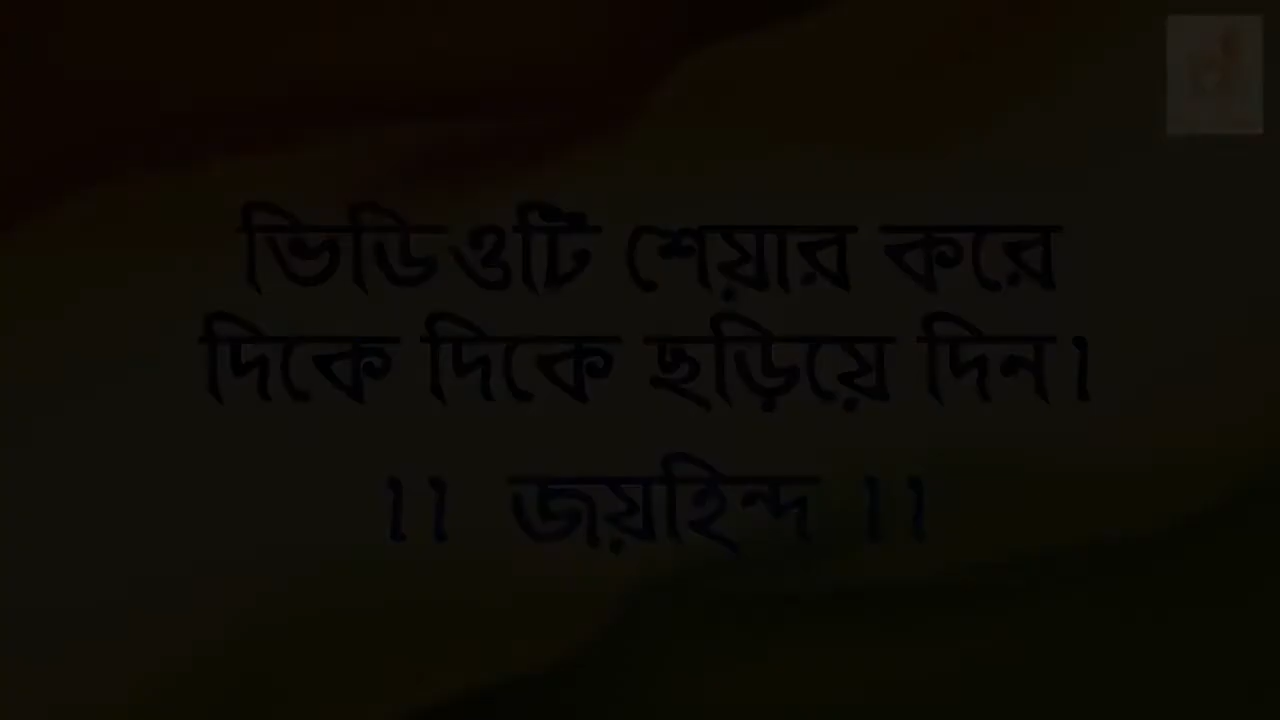 ভিডিওটি শেয়ার করে
দিকে দিকে ছড়িয়ে দিন।
।। জয়হিন্দ ।।